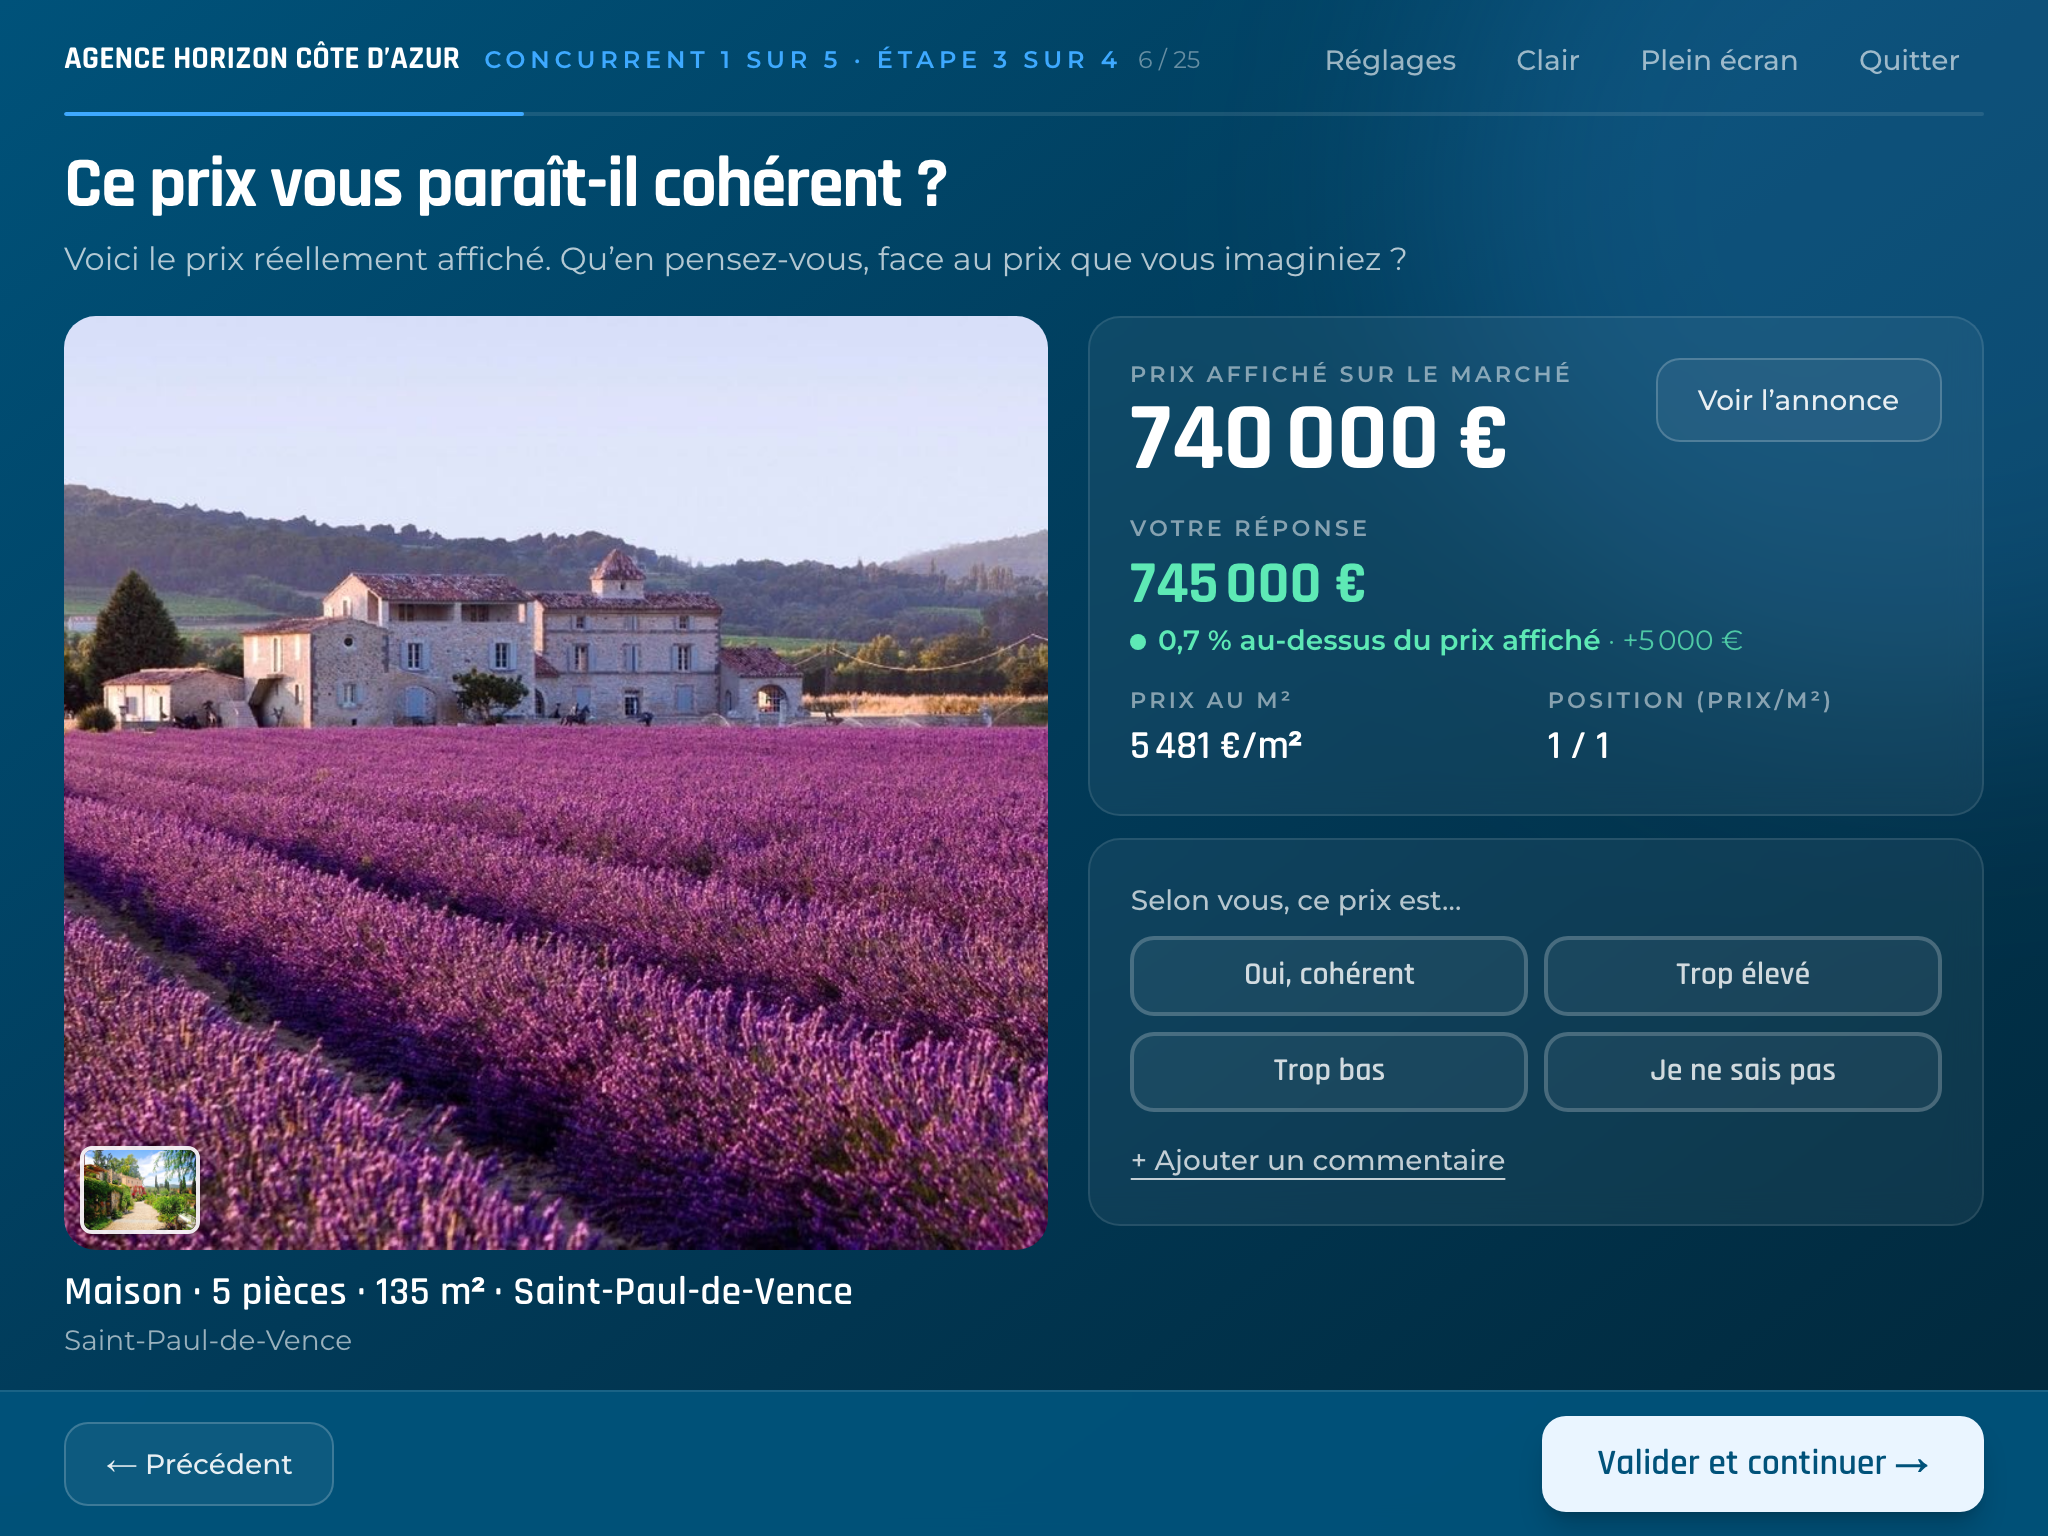 AGENCE HORIZON CÔTE D’AZUR CONCURRENT 1 SUR 5 · ÉTAPE 3 SUR 4 6 / 25 Réglages Clair Plein écran Quitter
Ce prix vous paraît-il cohérent ?
Voici le prix réellement affiché. Qu’en pensez-vous, face au prix que vous imaginiez ?
PRIX AFFICHÉ SUR LE MARCHÉ
740 000 €
Voir l’annonce
VOTRE RÉPONSE
745 000 €
0,7 % au-dessus du prix affiché · +5 000 €
PRIX AU M² POSITION (PRIX/M²)
5 481 €/m² 1 / 1
Selon vous, ce prix est…
Oui, cohérent Trop élevé
Trop bas Je ne sais pas
+ Ajouter un commentaire
Maison · 5 pièces · 135 m² · Saint-Paul-de-Vence
Saint-Paul-de-Vence
← Précédent Valider et continuer →